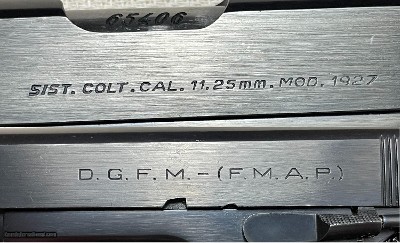 65406
SIST. COLT. CAL. 11.25mm. MOD. 1927
D.G.F.M.-(F.M.A.P.)